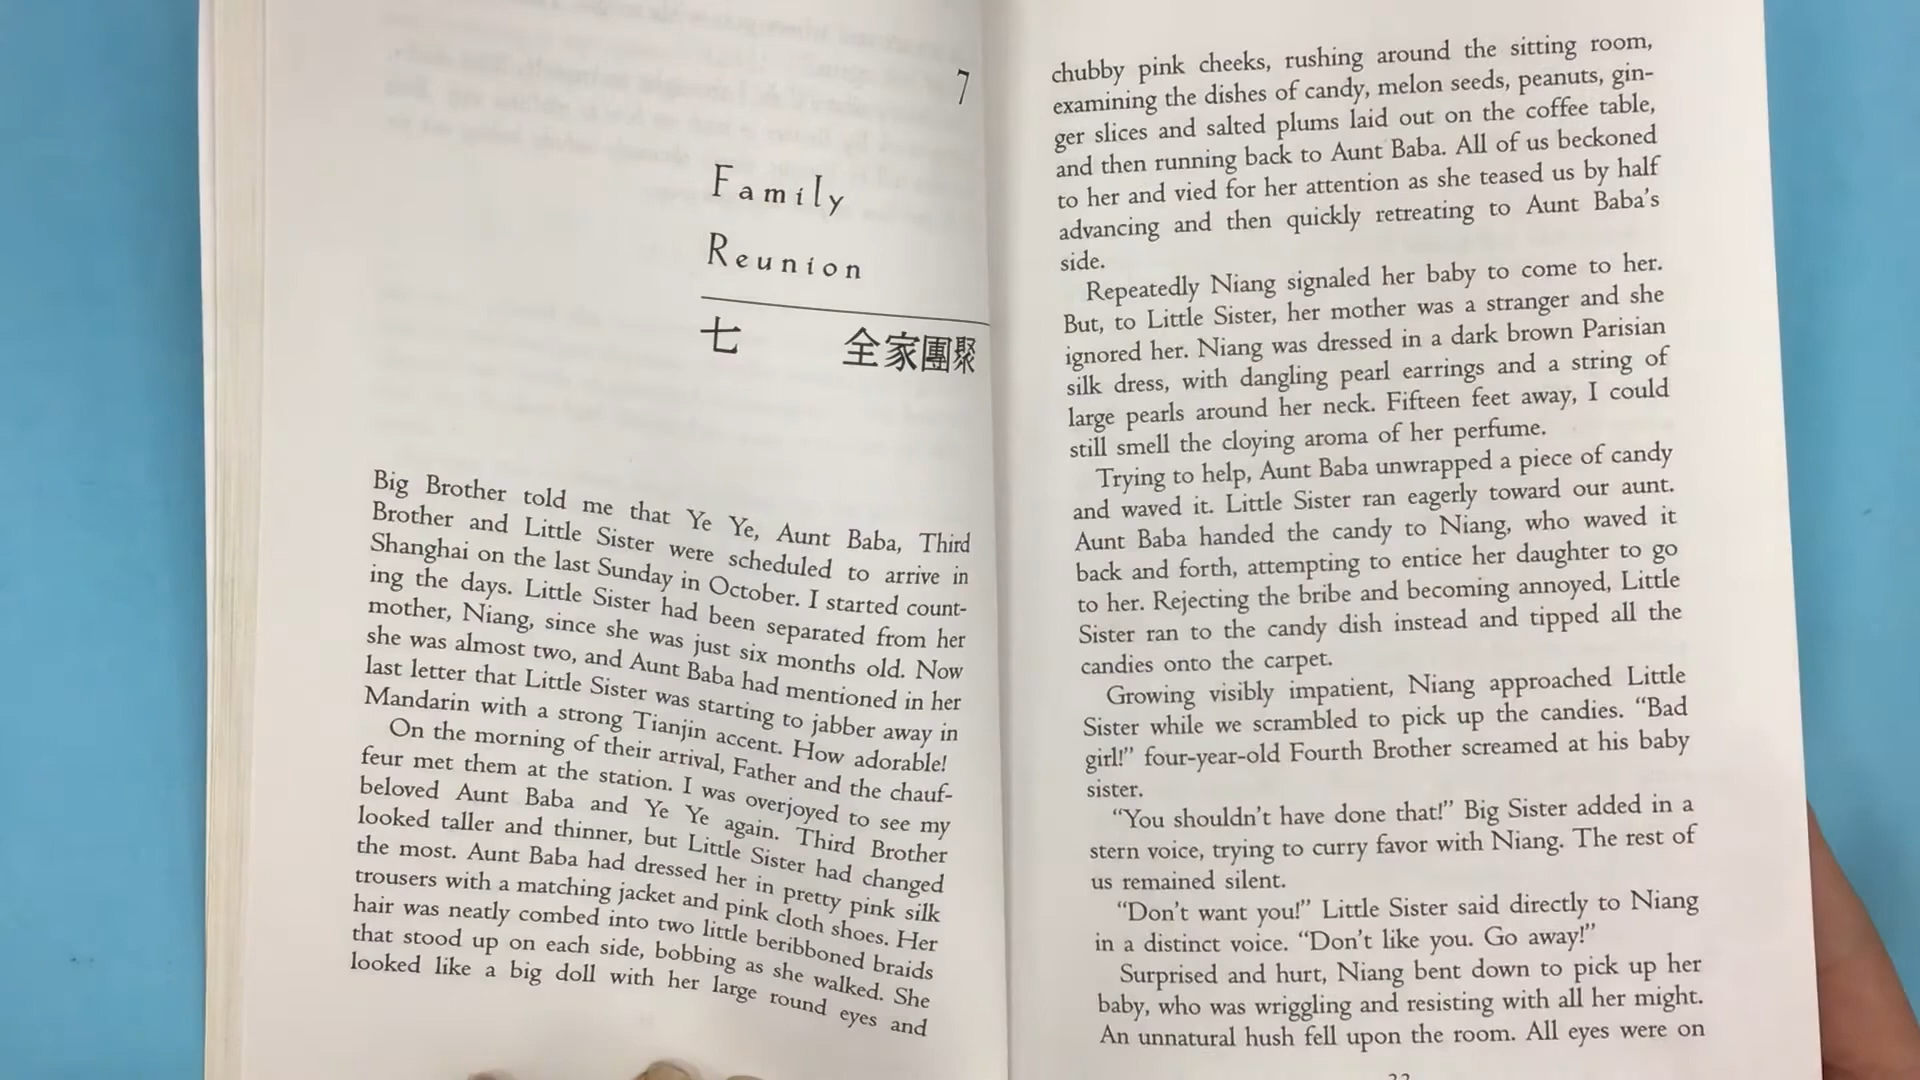 7
Family
Reunion
七 全家團聚
Big Brother told me that Ye Ye, Aunt Baba, Third
Brother and Little Sister were scheduled to arrive in
Shanghai on the last Sunday in October. I started count-
ing the days. Little Sister had been separated from her
mother, Niang, since she was just six months old. Now
she was almost two, and Aunt Baba had mentioned in her
last letter that Little Sister was starting to jabber away in
Mandarin with a strong Tianjin accent. How adorable!
On the morning of their arrival, Father and the chauf-
feur met them at the station. I was overjoyed to see my
beloved Aunt Baba and Ye Ye again. Third Brother
looked taller and thinner, but Little Sister had changed
the most. Aunt Baba had dressed her in pretty pink silk
trousers with a matching jacket and pink cloth shoes. Her
hair was neatly combed into two little beribboned braids
that stood up on each side, bobbing as she walked. She
looked like a big doll with her large round eyes and
chubby pink cheeks, rushing around the sitting room,
examining the dishes of candy, melon seeds, peanuts, gin-
ger slices and salted plums laid out on the coffee table,
and then running back to Aunt Baba. All of us beckoned
to her and vied for her attention as she teased us by half
advancing and then quickly retreating to Aunt Baba's
side.
Repeatedly Niang signaled her baby to come to her.
But, to Little Sister, her mother was a stranger and she
ignored her. Niang was dressed in a dark brown Parisian
silk dress, with dangling pearl earrings and a string of
large pearls around her neck. Fifteen feet away, I could
still smell the cloying aroma of her perfume.
Trying to help, Aunt Baba unwrapped a piece of candy
and waved it. Little Sister ran eagerly toward our aunt.
Aunt Baba handed the candy to Niang, who waved it
back and forth, attempting to entice her daughter to go
to her. Rejecting the bribe and becoming annoyed, Little
Sister ran to the candy dish instead and tipped all the
candies onto the carpet.
Growing visibly impatient, Niang approached Little
Sister while we scrambled to pick up the candies. "Bad
girl!" four-year-old Fourth Brother screamed at his baby
sister.
"You shouldn't have done that!" Big Sister added in a
stern voice, trying to curry favor with Niang. The rest of
us remained silent.
"Don't want you!" Little Sister said directly to Niang
in a distinct voice. "Don't like you. Go away!"
Surprised and hurt, Niang bent down to pick up her
baby, who was wriggling and resisting with all her might.
An unnatural hush fell upon the room. All eyes were on